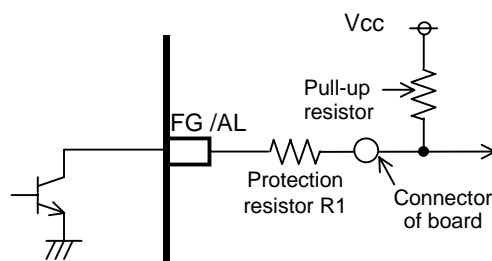 Vcc
Pull-up
resistor
FG /AL
Protection
resistor R1
Connector
of board